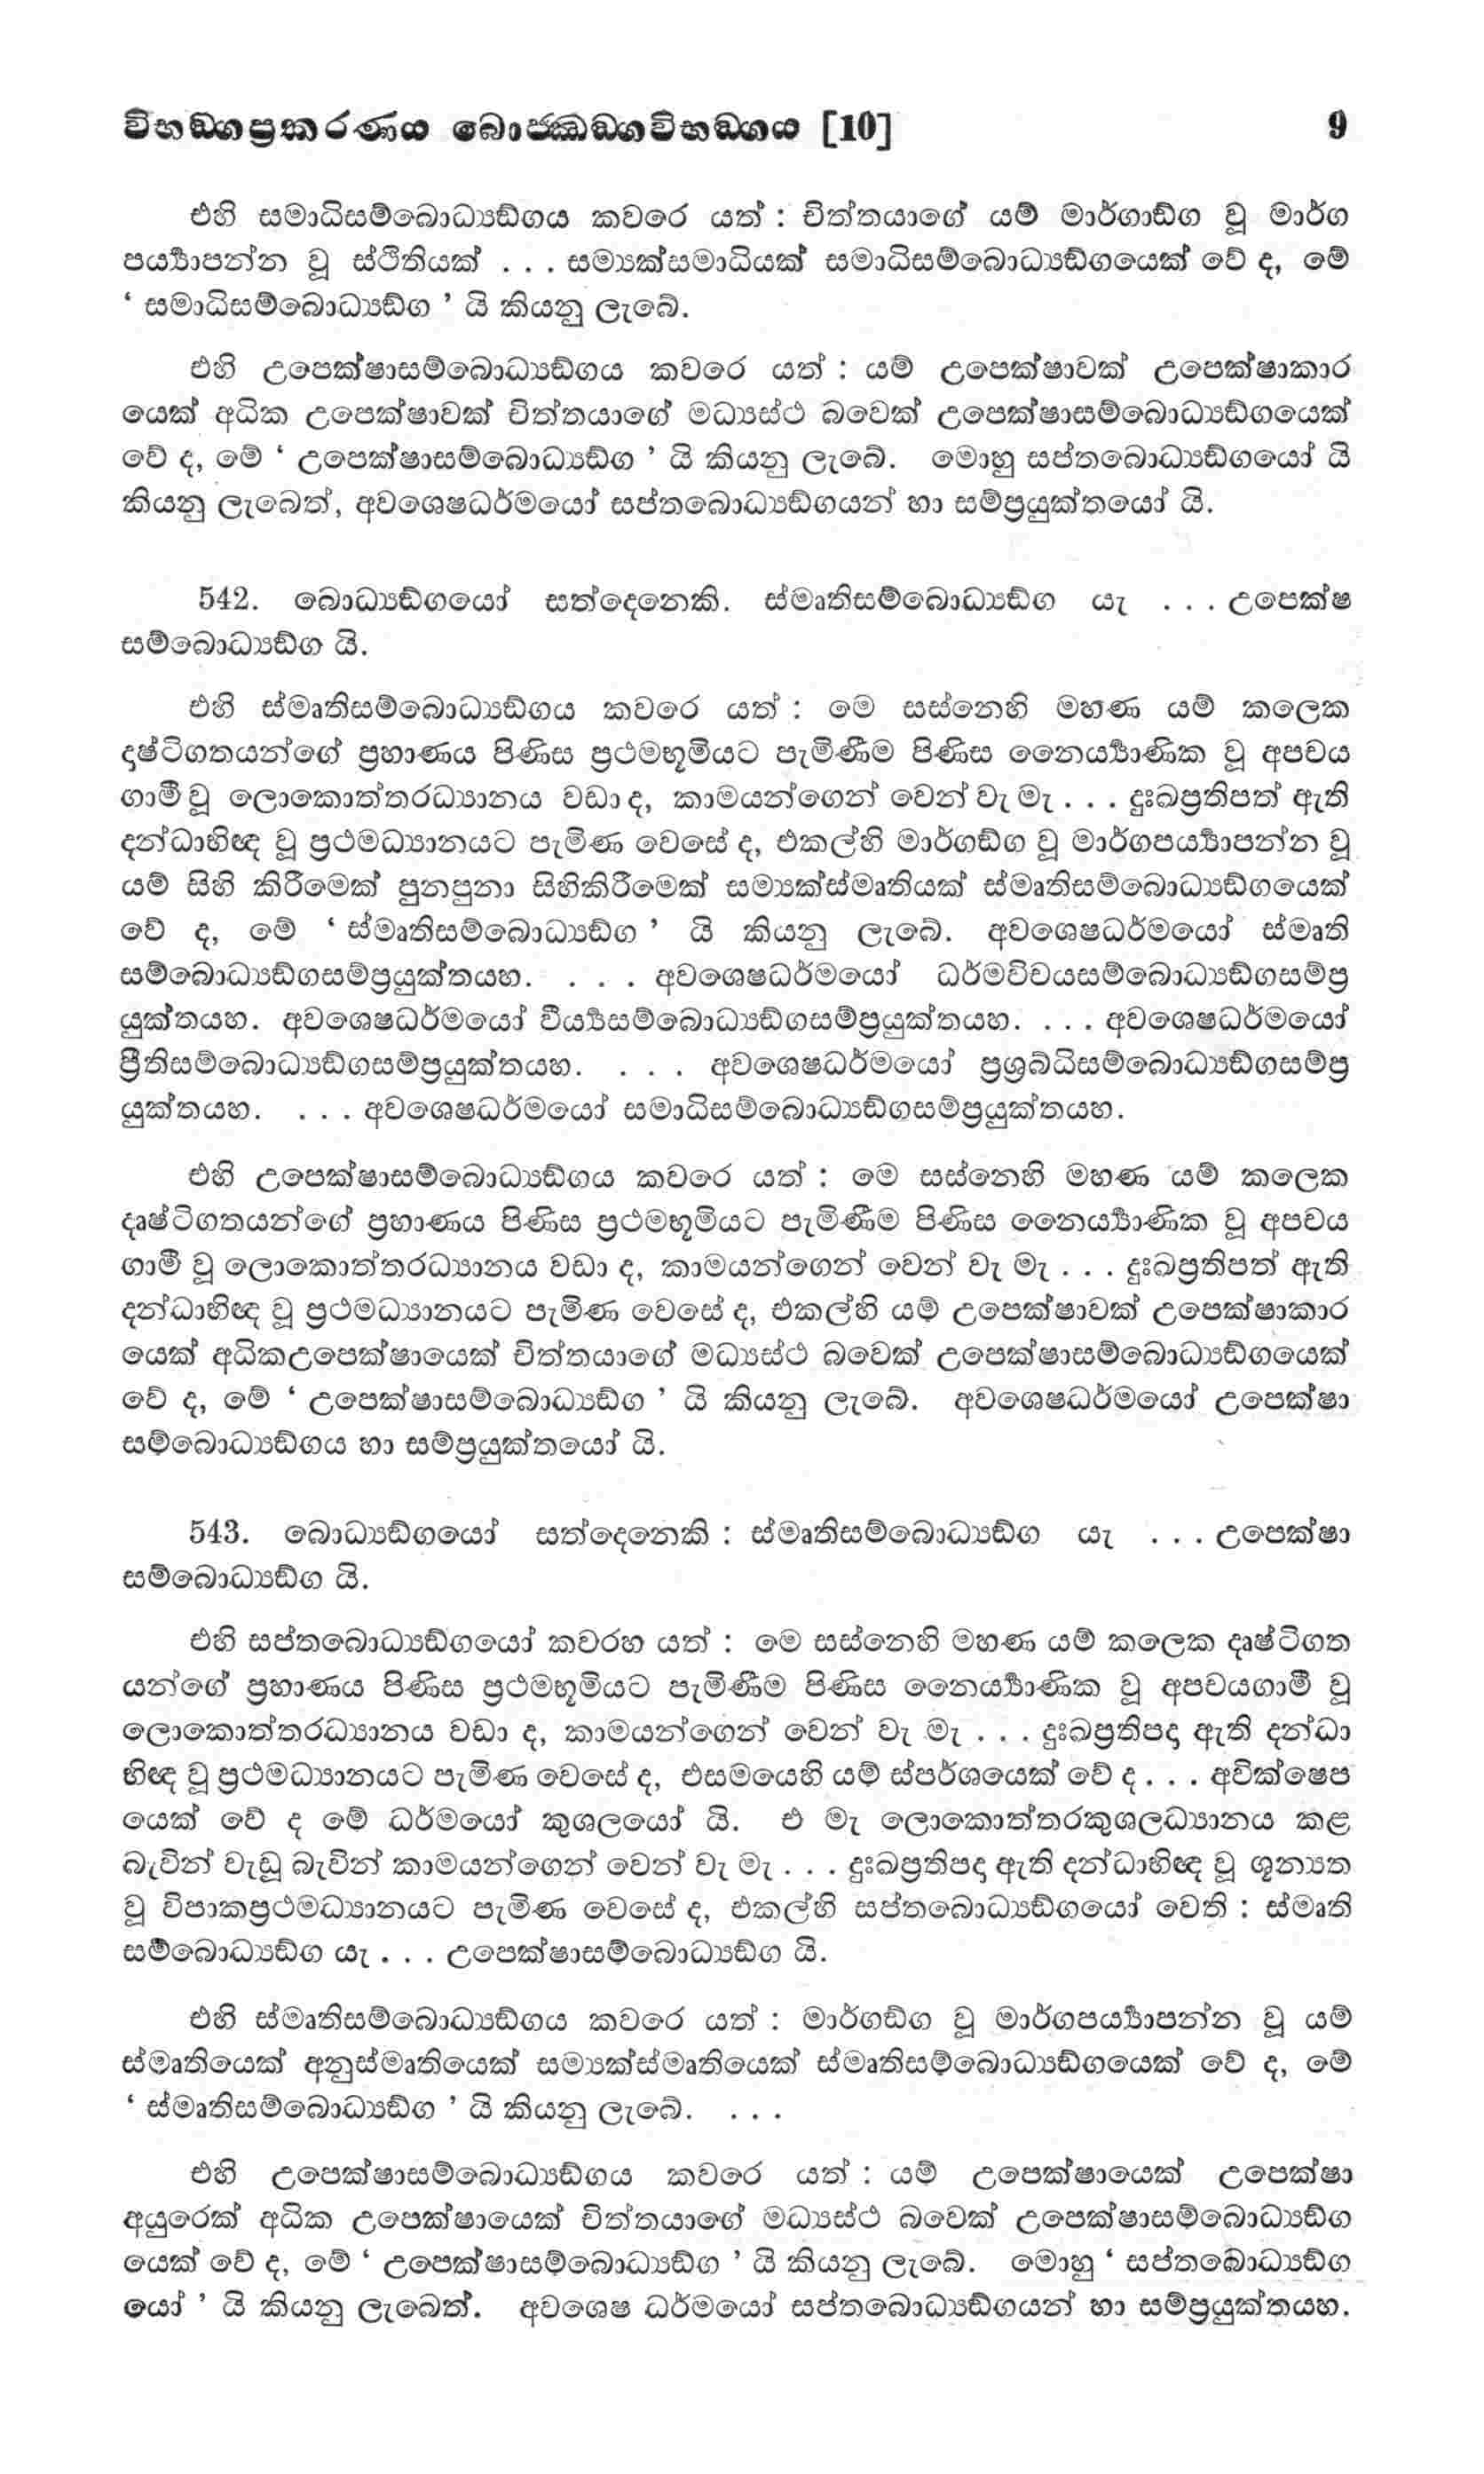 විභඞ්ගප්‍රකරණය බොජ්ඣඞ්ගවිභඞ්ගය [10] 9
එහි සමාධිසම්බොධ්‍යඞ්ගය කවරෙ යත් : චිත්තයාගේ යම් මාර්ගාඞ්ග වූ මාර්ග
පර්‍ය්‍යාපන්න වූ ස්ථිතියක් . . . සම්‍යක්සමාධියක් සමාධිසම්බොධ්‍යඞ්ගයෙක් වේ ද, මේ
‘ සමාධිසම්බොධ්‍යඞ්ග ’ යි කියනු ලැබේ.
එහි උපෙක්ෂාසම්බොධ්‍යඞ්ගය කවරෙ යත් : යම් උපෙක්ෂාවක් උපෙක්ෂාකාර
යෙක් අධික උපෙක්ෂාවක් චිත්තයාගේ මධ්‍යස්ථ බවෙක් උපෙක්ෂාසම්බොධ්‍යඞ්ගයෙක්
වේ ද, මේ ‘ උපෙක්ෂාසම්බොධ්‍යඞ්ග ’ යි කියනු ලැබේ. මොහු සප්තබොධ්‍යඞ්ගයෝ යි
කියනු ලැබෙත්, අවශෙෂධර්මයෝ සප්තබොධ්‍යඞ්ගයන් හා සම්ප්‍රයුක්තයෝ යි.
542. බොධ්‍යඞ්ගයෝ සත්දෙනෙකි. ස්මෘතිසම්බොධ්‍යඞ්ග යැ . . . උපෙක්ෂ
සම්බොධ්‍යඞ්ග යි.
එහි ස්මෘතිසම්බොධ්‍යඞ්ගය කවරෙ යත් : මෙ සස්නෙහි මහණ යම් කලෙක
දෘෂ්ටිගතයන්ගේ ප්‍රහාණය පිණිස ප්‍රථමභූමියට පැමිණීම පිණිස නෛර්‍ය්‍යාණික වූ අපචය
ගාමී වූ ලොකොත්තරධ්‍යානය වඩා ද, කාමයන්ගෙන් වෙන් වැ මැ . . . දුඃඛප්‍රතිපත් ඇති
දන්ධාභිඥ වූ ප්‍රථමධ්‍යානයට පැමිණ වෙසේ ද, එකල්හි මාර්ගඞ්ග වූ මාර්ගපර්‍ය්‍යාපන්න වූ
යම් සිහි කිරීමෙක් පුනපුනා සිහිකිරීමෙක් සම්‍යක්ස්මෘතියක් ස්මෘතිසම්බොධ්‍යඞ්ගයෙක්
වේ ද, මේ ‘ ස්මෘතිසම්බොධ්‍යඞ්ග ’ යි කියනු ලැබේ. අවශෙෂධර්මයෝ ස්මෘති
සම්බොධ්‍යඞ්ගසම්ප්‍රයුක්තයහ. . . . අවශෙෂධර්මයෝ ධර්මවිචයසම්බොධ්‍යඞ්ගසම්ප්‍ර
යුක්තයහ. අවශෙෂධර්මයෝ වීර්‍ය්‍යසම්බොධ්‍යඞ්ගසම්ප්‍රයුක්තයහ. . . . අවශෙෂධර්මයෝ
ප්‍රීතිසම්බොධ්‍යඞ්ගසම්ප්‍රයුක්තයහ. . . . අවශෙෂධර්මයෝ ප්‍රශ්‍රබ්ධිසම්බොධ්‍යඞ්ගසම්ප්‍ර
යුක්තයහ. . . . අවශෙෂධර්මයෝ සමාධිසම්බොධ්‍යඞ්ගසම්ප්‍රයුක්තයහ.
එහි උපෙක්ෂාසම්බොධ්‍යඞ්ගය කවරෙ යත් : මෙ සස්නෙහි මහණ යම් කලෙක
දෘෂ්ටිගතයන්ගේ ප්‍රහාණය පිණිස ප්‍රථමභූමියට පැමිණීම පිණිස නෛර්‍ය්‍යාණික වූ අපචය
ගාමී වූ ලොකොත්තරධ්‍යානය වඩා ද, කාමයන්ගෙන් වෙන් වැ මැ . . . දුඃඛප්‍රතිපත් ඇති
දන්ධාභිඥ වූ ප්‍රථමධ්‍යානයට පැමිණ වෙසේ ද, එකල්හි යම් උපෙක්ෂාවක් උපෙක්ෂාකාර
යෙක් අධිකඋපෙක්ෂායෙක් චිත්තයාගේ මධ්‍යස්ථ බවෙක් උපෙක්ෂාසම්බොධ්‍යඞ්ගයෙක්
වේ ද, මේ ‘ උපෙක්ෂාසම්බොධ්‍යඞ්ග ’ යි කියනු ලැබේ. අවශෙෂධර්මයෝ උපෙක්ෂා
සම්බොධ්‍යඞ්ගය හා සම්ප්‍රයුක්තයෝ යි.
543. බොධ්‍යඞ්ගයෝ සත්දෙනෙකි : ස්මෘතිසම්බොධ්‍යඞ්ග යැ . . . උපෙක්ෂා
සම්බොධ්‍යඞ්ග යි.
එහි සප්තබොධ්‍යඞ්ගයෝ කවරහ යත් : මෙ සස්නෙහි මහණ යම් කලෙක දෘෂ්ටිගත
යන්ගේ ප්‍රහාණය පිණිස ප්‍රථමභූමියට පැමිණීම පිණිස නෛර්‍ය්‍යාණික වූ අපචයගාමී වූ
ලොකොත්තරධ්‍යානය වඩා ද, කාමයන්ගෙන් වෙන් වැ මැ . . . දුඃඛප්‍රතිපදා ඇති දන්ධා
භිඥ වූ ප්‍රථමධ්‍යානයට පැමිණ වෙසේ ද, එසමයෙහි යම් ස්පර්ශයෙක් වේ ද . . . අවික්ෂෙප
යෙක් වේ ද මේ ධර්මයෝ කුශලයෝ යි. එ මැ ලොකොත්තරකුශලධ්‍යානය කළ
බැවින් වැඩූ බැවින් කාමයන්ගෙන් වෙන් වැ මැ . . . දුඃඛප්‍රතිපදා ඇති දන්ධාභිඥ වූ ශූන්‍යත
වූ විපාකප්‍රථමධ්‍යානයට පැමිණ වෙසේ ද, එකල්හි සප්තබොධ්‍යඞ්ගයෝ වෙති : ස්මෘති
සම්බොධ්‍යඞ්ග යැ . . . උපෙක්ෂාසම්බොධ්‍යඞ්ග යි.
එහි ස්මෘතිසම්බොධ්‍යඞ්ගය කවරෙ යත් : මාර්ගඞ්ග වූ මාර්ගපර්‍ය්‍යාපන්න වූ යම්
ස්මෘතියෙක් අනුස්මෘතියෙක් සම්‍යක්ස්මෘතියෙක් ස්මෘතිසම්බොධ්‍යඞ්ගයෙක් වේ ද, මේ
‘ ස්මෘතිසම්බොධ්‍යඞ්ග ’ යි කියනු ලැබේ. . . .
එහි උපෙක්ෂාසම්බොධ්‍යඞ්ගය කවරෙ යත් : යම් උපෙක්ෂායෙක් උපෙක්ෂා
අයුරෙක් අධික උපෙක්ෂායෙක් චිත්තයාගේ මධ්‍යස්ථ බවෙක් උපෙක්ෂාසම්බොධ්‍යඞ්ග
යෙක් වේ ද, මේ ‘ උපෙක්ෂාසම්බොධ්‍යඞ්ග ’ යි කියනු ලැබේ. මොහු ‘ සප්තබොධ්‍යඞ්ග
යෝ ’ යි කියනු ලැබෙත්. අවශෙෂ ධර්මයෝ සප්තබොධ්‍යඞ්ගයන් හා සම්ප්‍රයුක්තයහ.